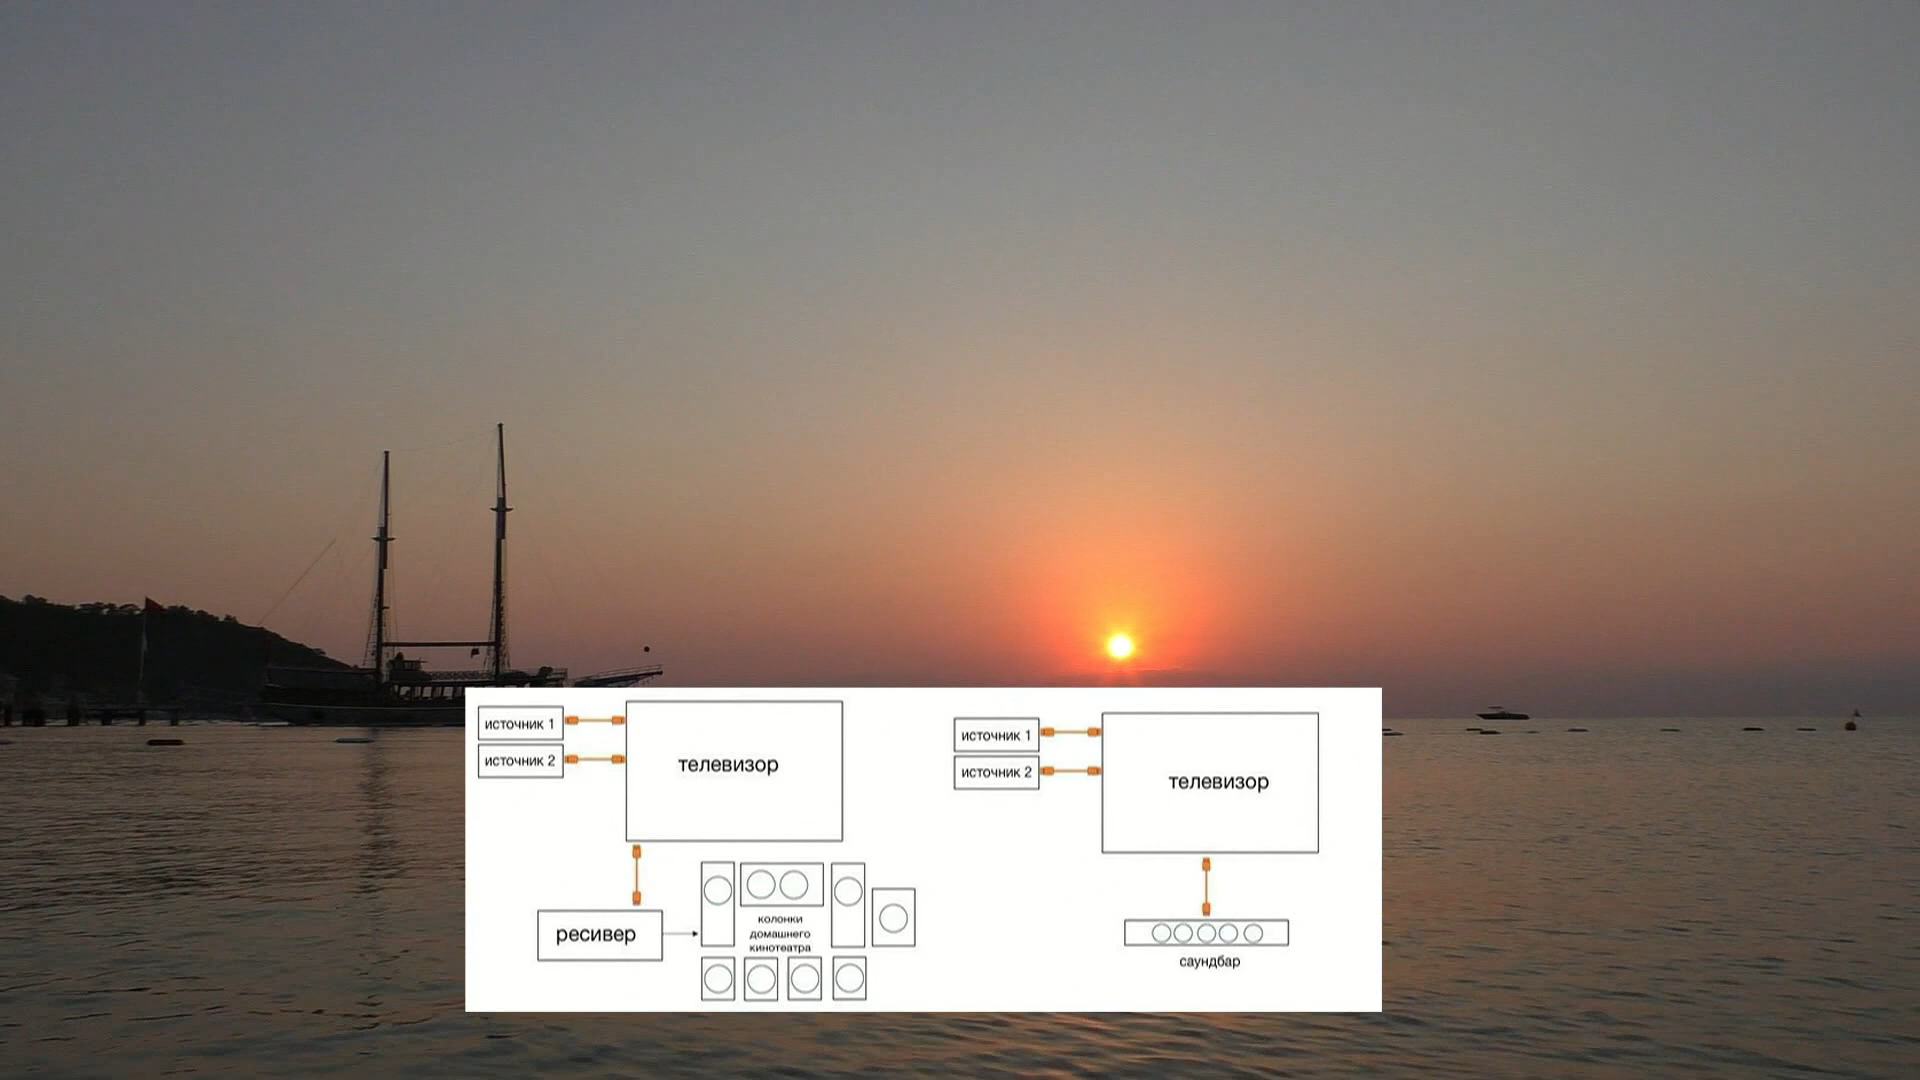 источник 1
источник 2
телевизор
ресивер
колонки
домашнего
кинотеатра
источник 1
источник 2
телевизор
саундбар